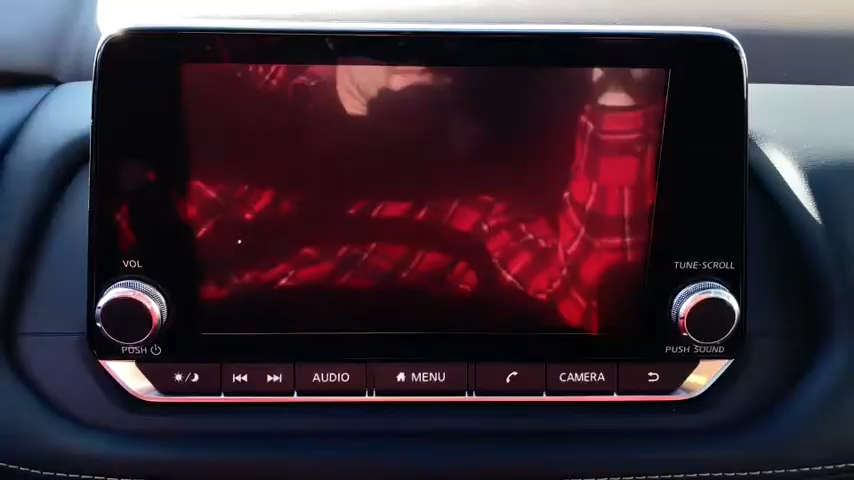 VOL
TUNE·SCROLL
PUSH
PUSH SOUND
AUDIO
MENU
CAMERA